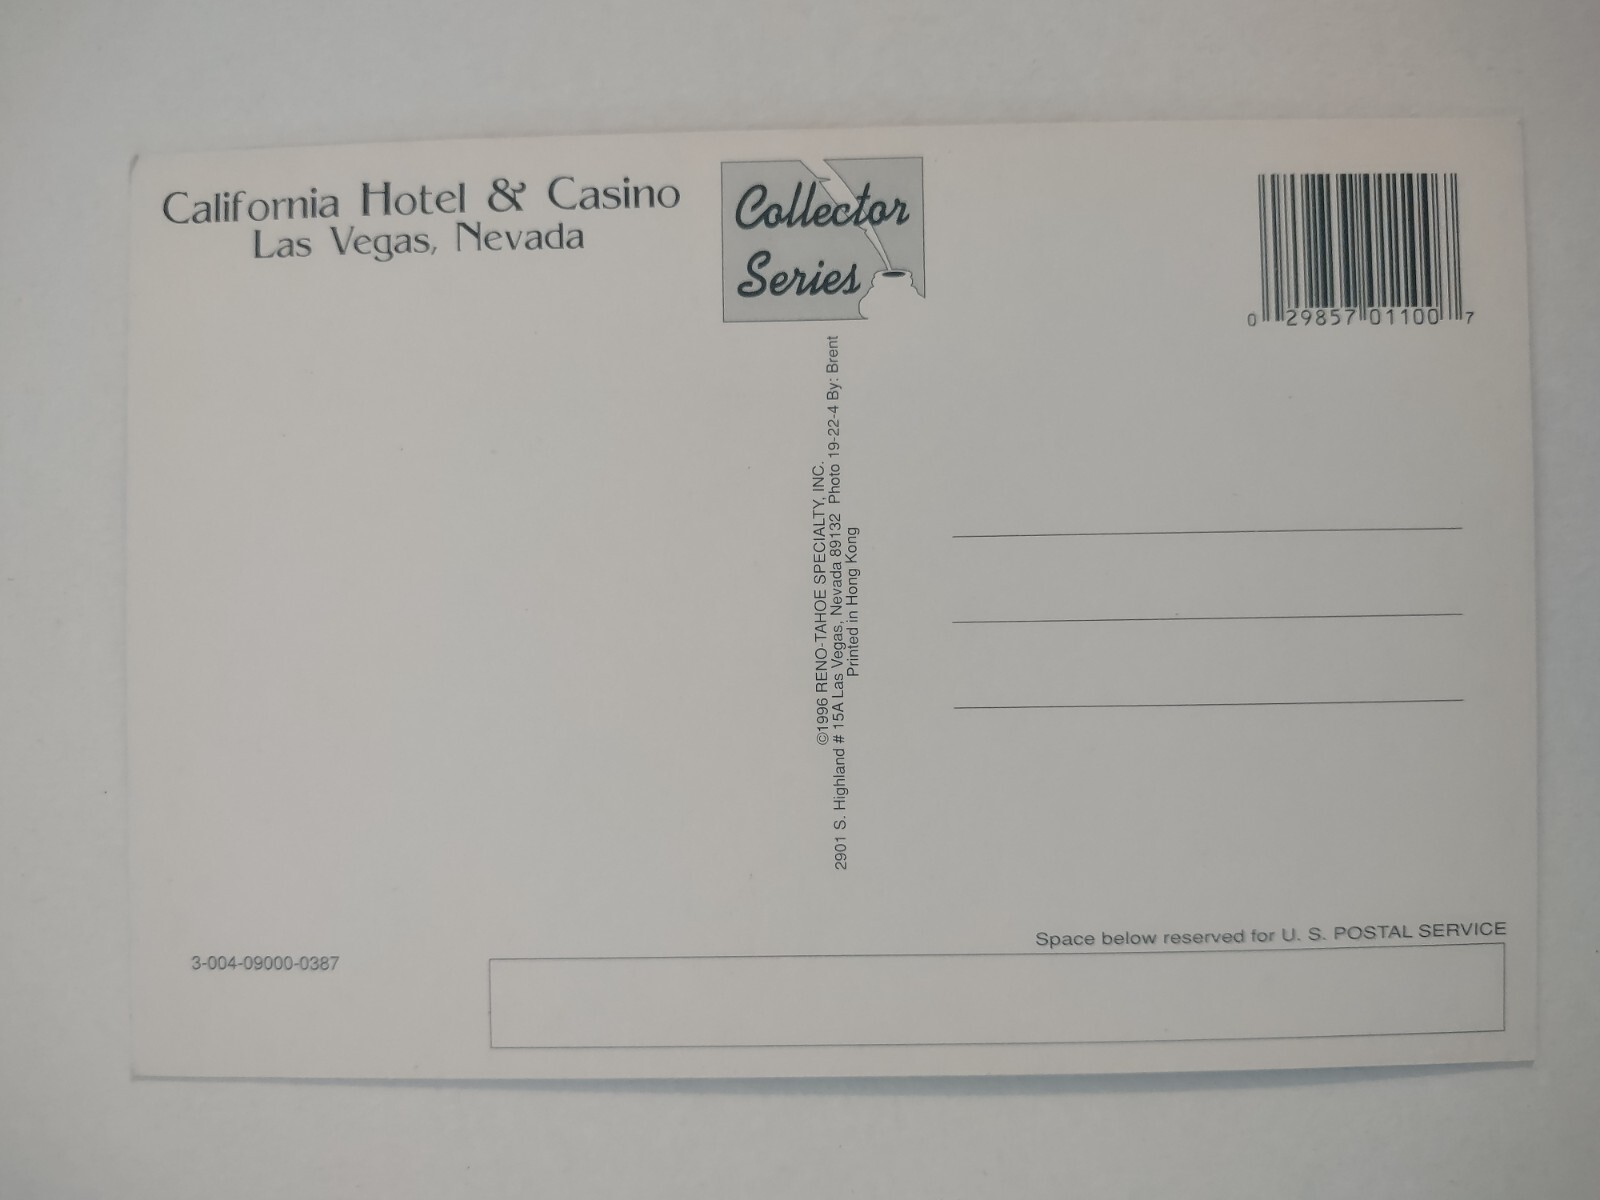 California Hotel & Casino
Las Vegas, Nevada
Collector
Series
0 29857 01100 7
©1996 RENO-TAHOE SPECIALTY, INC.
2901 S. Highland # 15A Las Vegas, Nevada 89132 Photo 19-22-4 By: Brent
Printed in Hong Kong
Space below reserved for U. S. POSTAL SERVICE
3-004-09000-0387